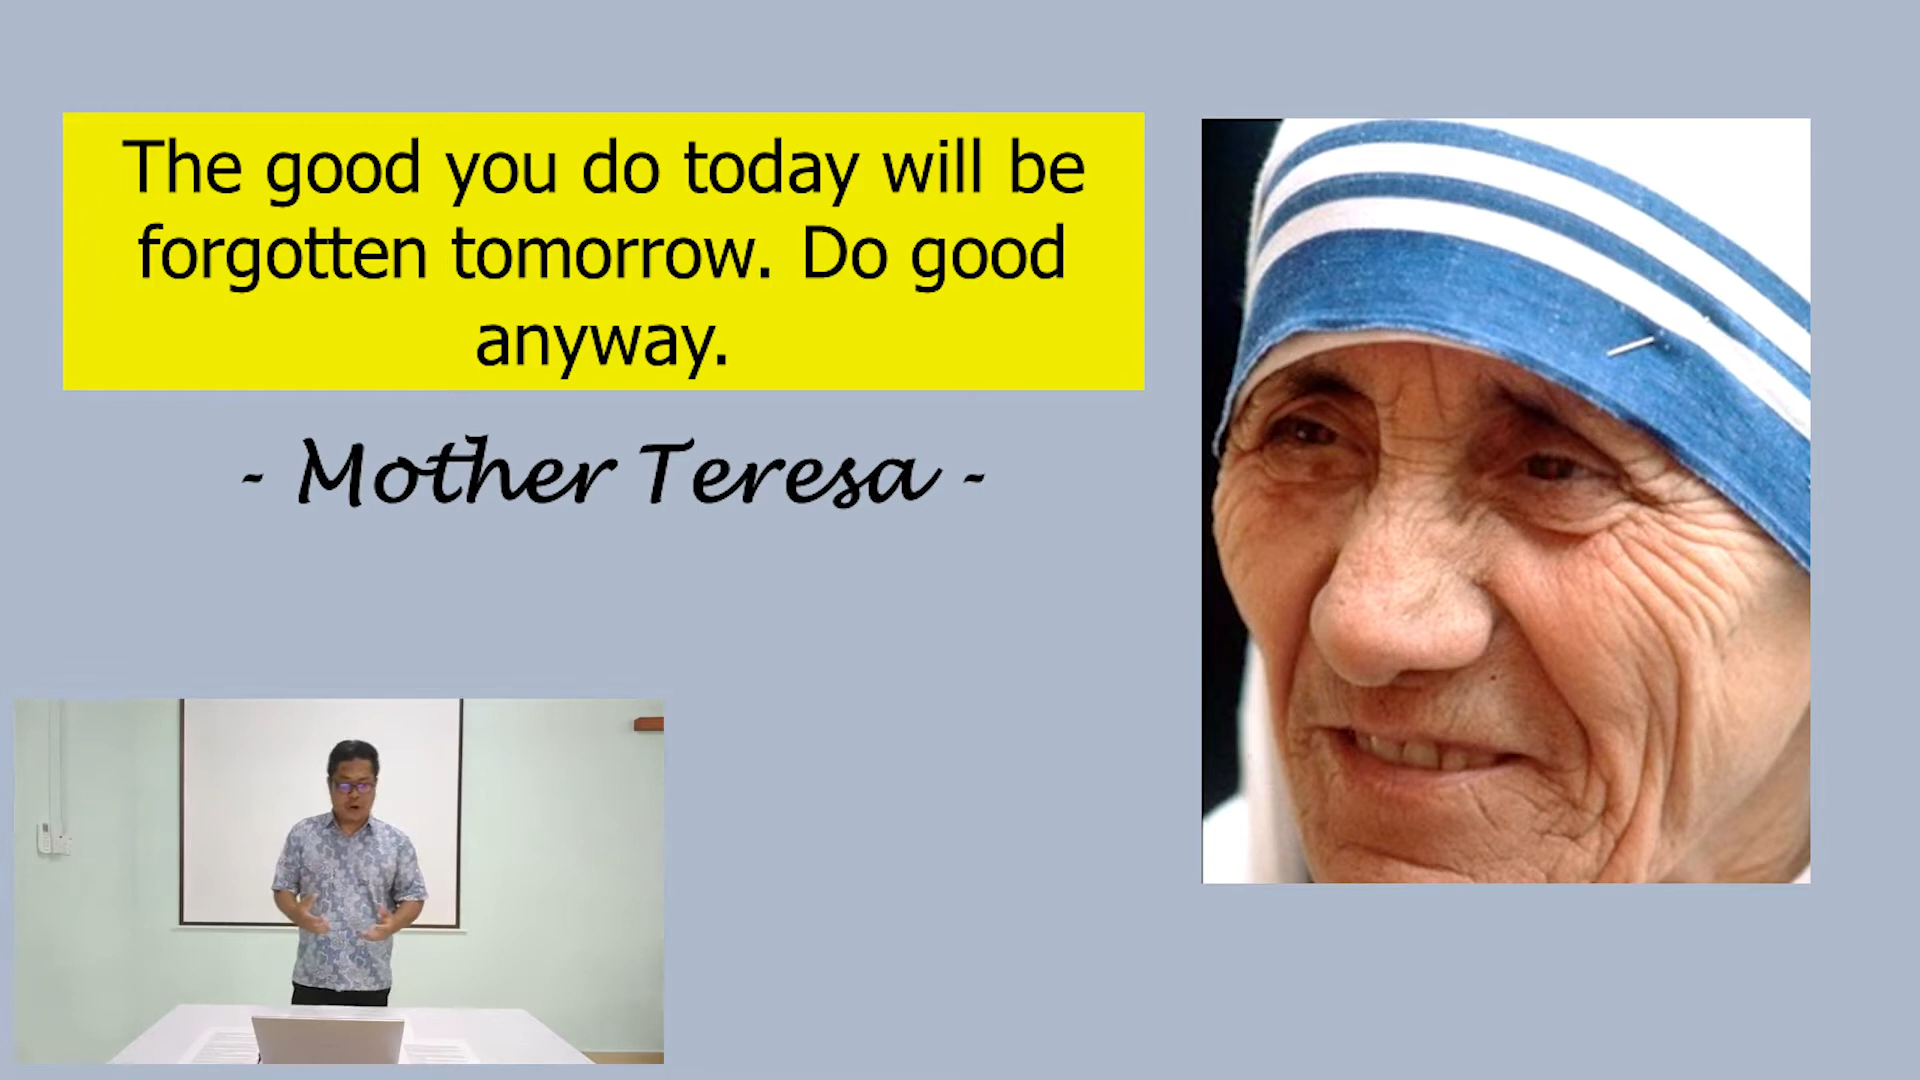 The good you do today will be
forgotten tomorrow. Do good
anyway.
- Mother Teresa -